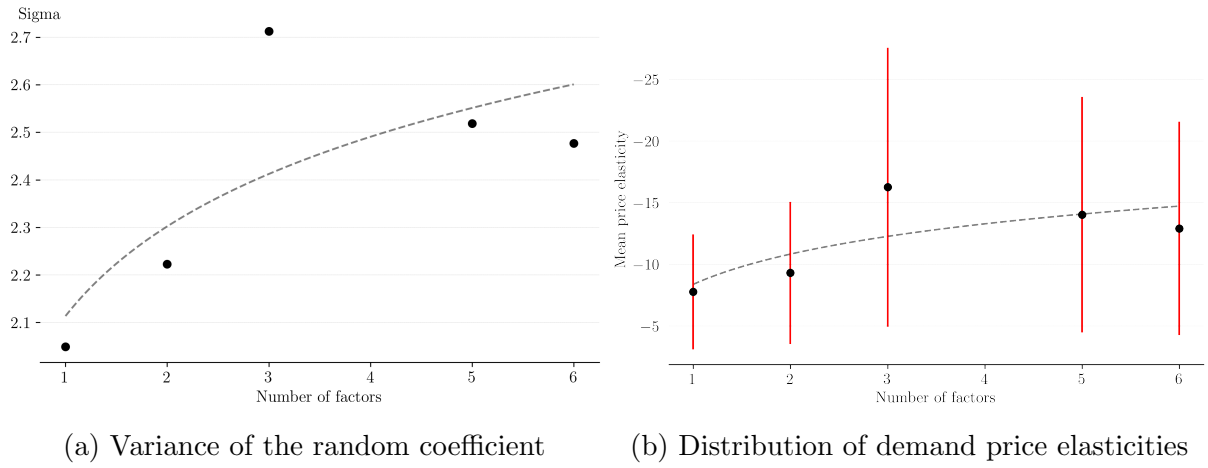 Sigma
2.7
2.6
2.5
2.4
2.3
2.2
2.1
1 2 3 4 5 6
Number of factors
(a) Variance of the random coefficient
Mean price elasticity
−25
−20
−15
−10
−5
1 2 3 4 5 6
Number of factors
(b) Distribution of demand price elasticities